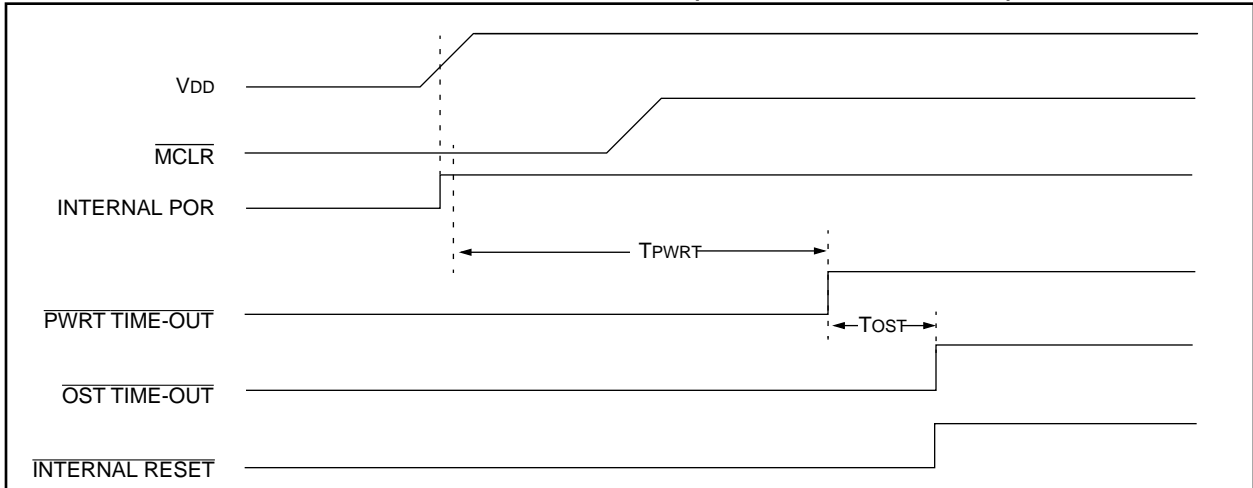 VDD
MCLR
INTERNAL POR
TPWRT
PWRT TIME-OUT
TOST
OST TIME-OUT
INTERNAL RESET